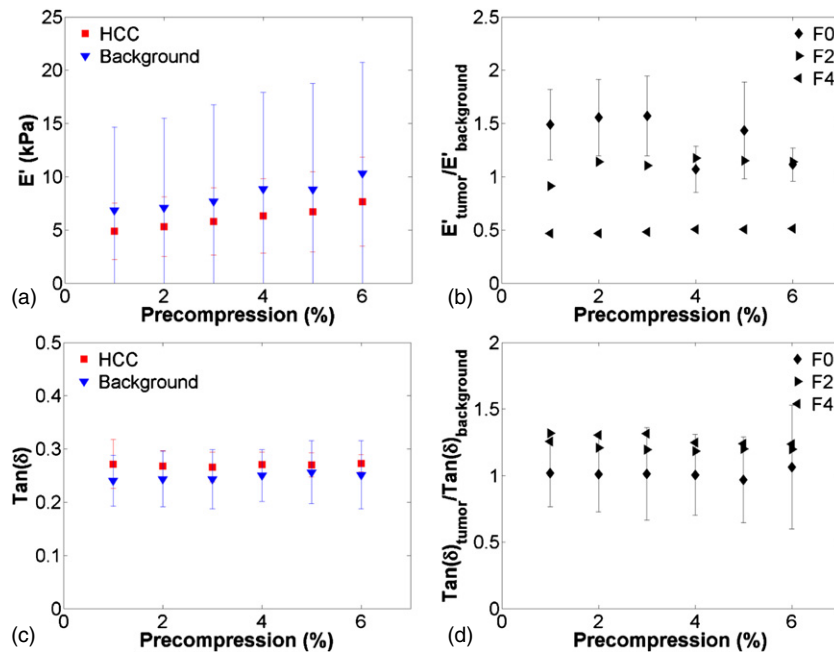 25
20
15
10
5
0
E' (kPa)
HCC
Background
0 2 4 6
Precompression (%)
(a)
2.5
2
1.5
1
0.5
0
E'tumor/E'background
F0
F2
F4
0 2 4 6
Precompression (%)
(b)
0.5
0.4
0.3
0.2
0.1
0
Tan(δ)
HCC
Background
0 2 4 6
Precompression (%)
(c)
2
1.5
1
0.5
0
Tan(δ)tumor/Tan(δ)background
F0
F2
F4
0 2 4 6
Precompression (%)
(d)